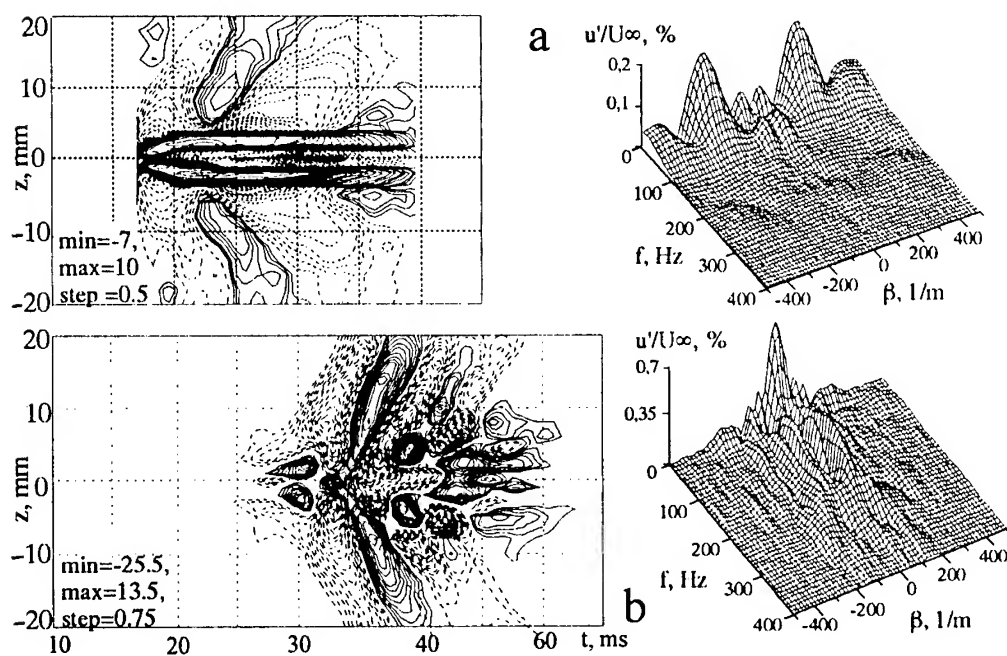 20
10
0
-10
-20
z, mm
min=-7,
max=10
step =0.5
a
u'/U∞, %
0,2
0,1
0
100
200
300
400
f, Hz
-400
-200
0
200
400
β, 1/m
20
10
0
-10
-20
z, mm
min=-25.5,
max=13.5,
step=0.75
10 20 30 40 60 t, ms
b
u'/U∞, %
0,7
0,35
0
100
200
300
400
f, Hz
-400
-200
0
200
400
β, 1/m